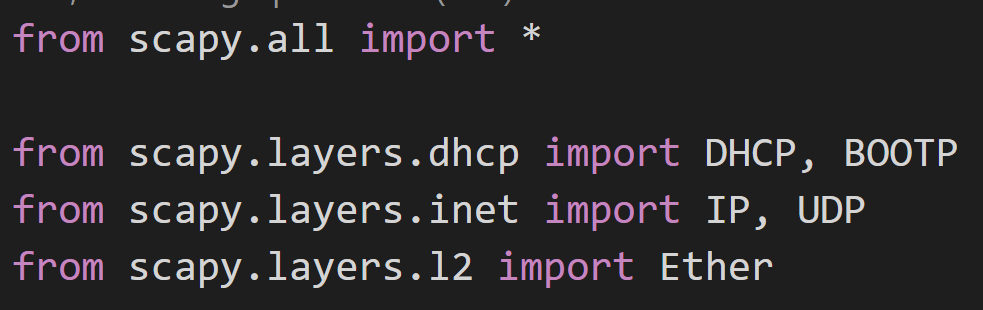 from scapy.all import *
from scapy.layers.dhcp import DHCP, BOOTP
from scapy.layers.inet import IP, UDP
from scapy.layers.l2 import Ether